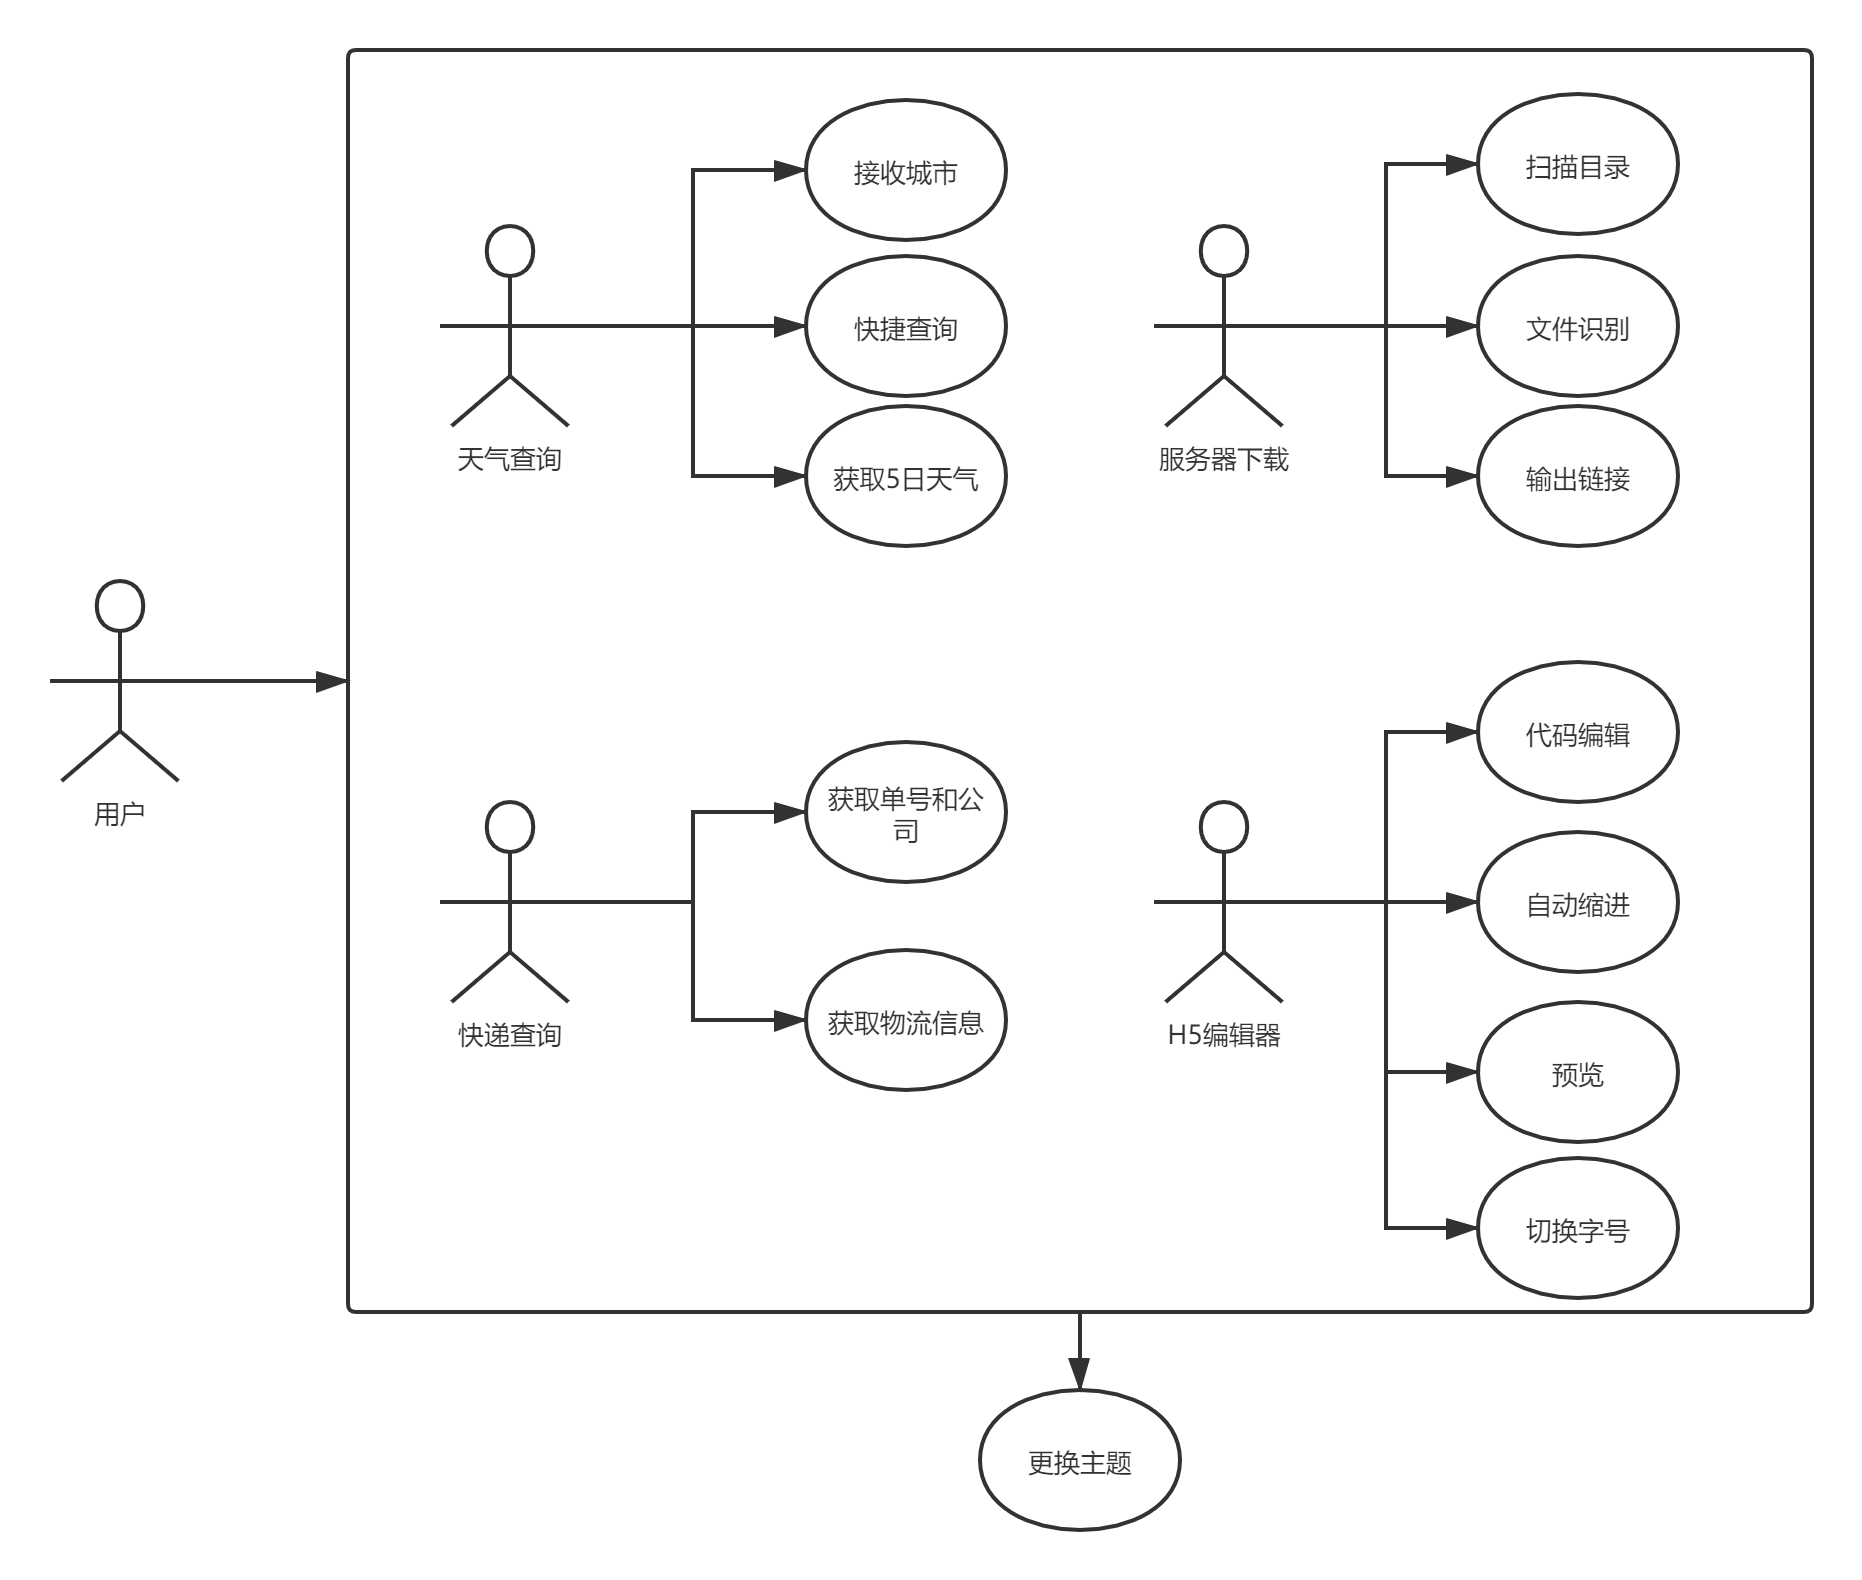 接收城市
快捷查询
获取5日天气
天气查询
扫描目录
文件识别
输出链接
服务器下载
用户
获取单号和公
司
获取物流信息
快递查询
代码编辑
自动缩进
预览
切换字号
H5编辑器
更换主题